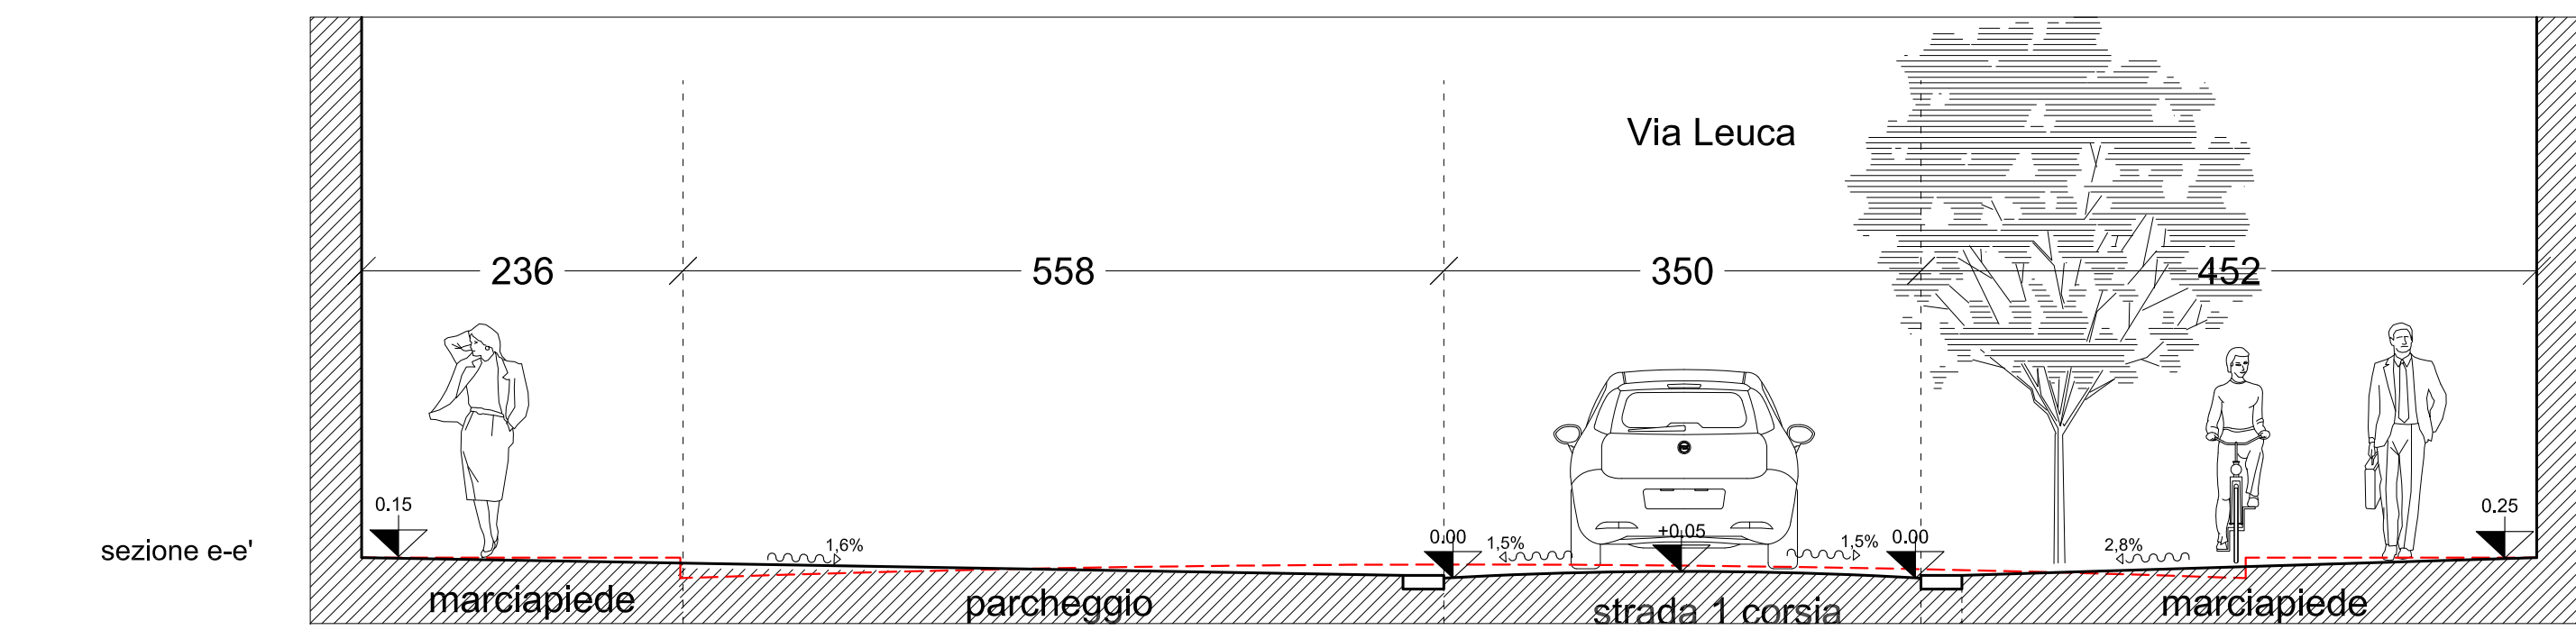 Via Leuca
236
558
350
452
0.15
0.25
sezione e-e'
1,6%
0.00
1,5%
+0.05
1,5%
0.00
2,8%
marciapiede
parcheggio
strada 1 corsia
marciapiede